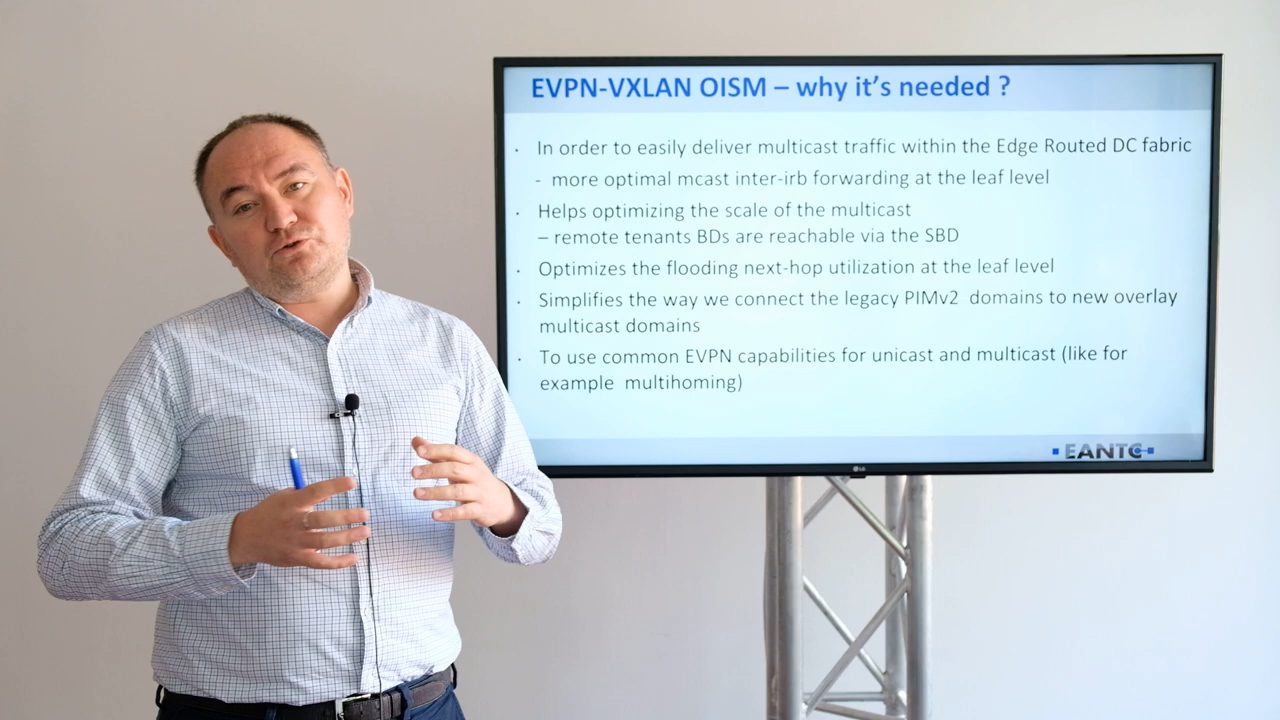 EVPN-VXLAN OISM – why it's needed ?
· In order to easily deliver multicast traffic within the Edge Routed DC fabric
- more optimal mcast inter-irb forwarding at the leaf level
· Helps optimizing the scale of the multicast
– remote tenants BDs are reachable via the SBD
· Optimizes the flooding next-hop utilization at the leaf level
· Simplifies the way we connect the legacy PIMv2 domains to new overlay
multicast domains
· To use common EVPN capabilities for unicast and multicast (like for
example multihoming)
EANTC
LG